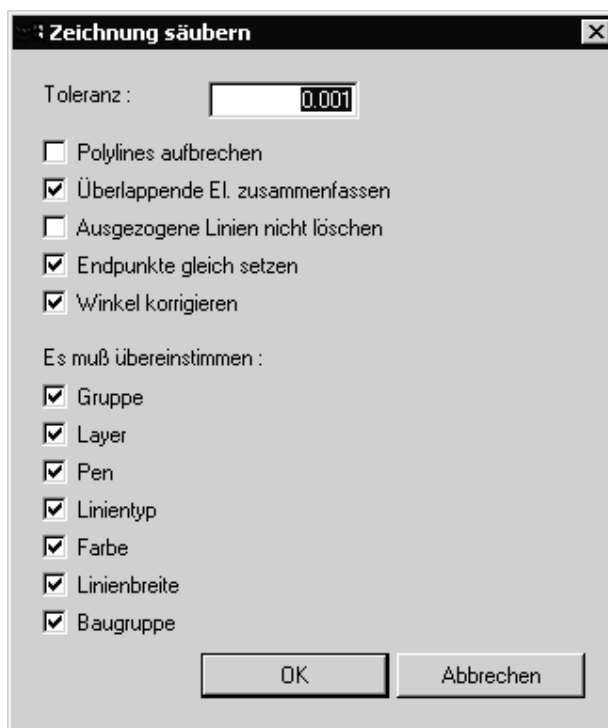 Zeichnung säubern
Toleranz : 0.001
Polylines aufbrechen
Überlappende El. zusammenfassen
Ausgezogene Linien nicht löschen
Endpunkte gleich setzen
Winkel korrigieren
Es muß übereinstimmen :
Gruppe
Layer
Pen
Linientyp
Farbe
Linienbreite
Baugruppe
OK Abbrechen